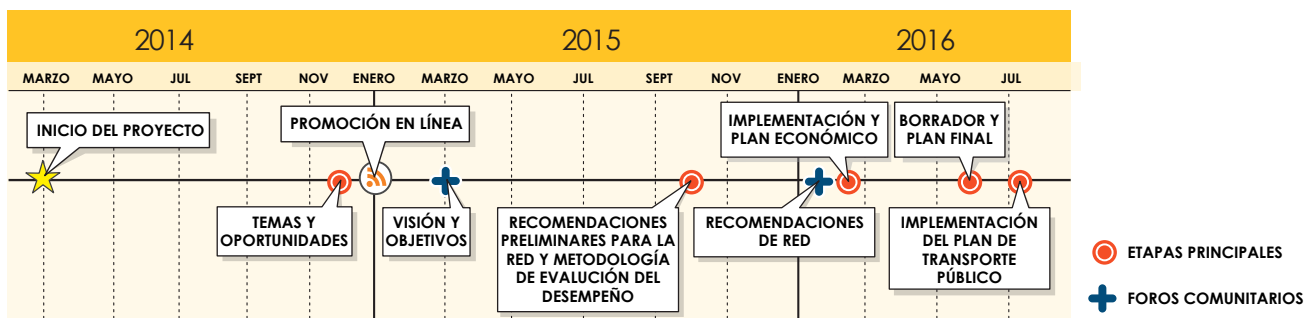 2014
2015
2016
MARZO
MAYO
JUL
SEPT
NOV
ENERO
MARZO
MAYO
JUL
SEPT
NOV
ENERO
MARZO
MAYO
JUL
INICIO DEL PROYECTO
PROMOCIÓN EN LÍNEA
IMPLEMENTACIÓN Y
PLAN ECONÓMICO
BORRADOR Y
PLAN FINAL
TEMAS Y
OPORTUNIDADES
VISIÓN Y
OBJETIVOS
RECOMENDACIONES
PRELIMINARES PARA LA
RED Y METODOLOGÍA
DE EVALUCIÓN DEL
DESEMPEÑO
RECOMENDACIONES
DE RED
IMPLEMENTACIÓN
DEL PLAN DE
TRANSPORTE
PÚBLICO
ETAPAS PRINCIPALES
FOROS COMUNITARIOS